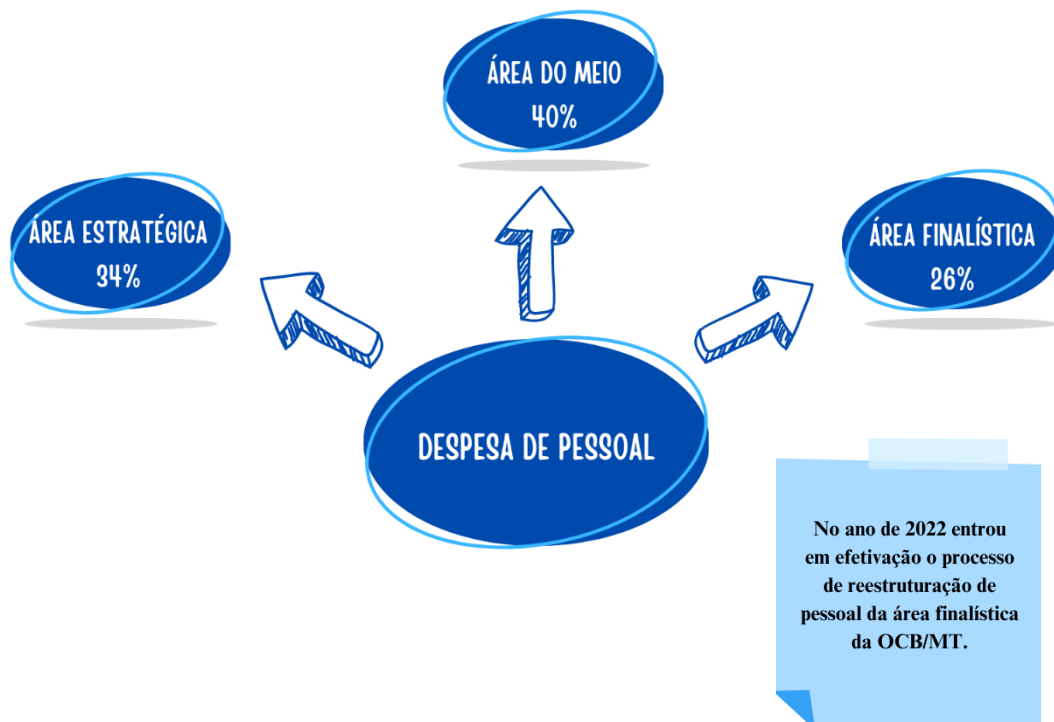 ÁREA DO MEIO
40%
ÁREA ESTRATÉGICA
34%
ÁREA FINALÍSTICA
26%
DESPESA DE PESSOAL
No ano de 2022 entrou
em efetivação o processo
de reestruturação de
pessoal da área finalística
da OCB/MT.